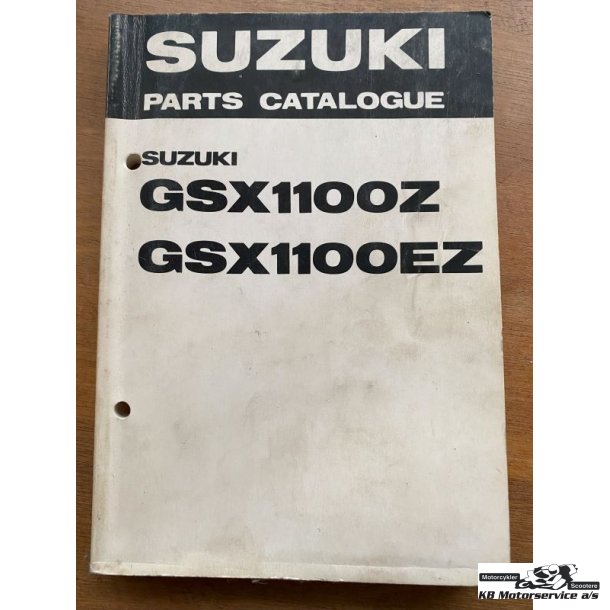 SUZUKI
PARTS CATALOGUE
SUZUKI
GSX1100Z
GSX1100EZ
Motorcykler
Scootere
KB Motorservice a/s